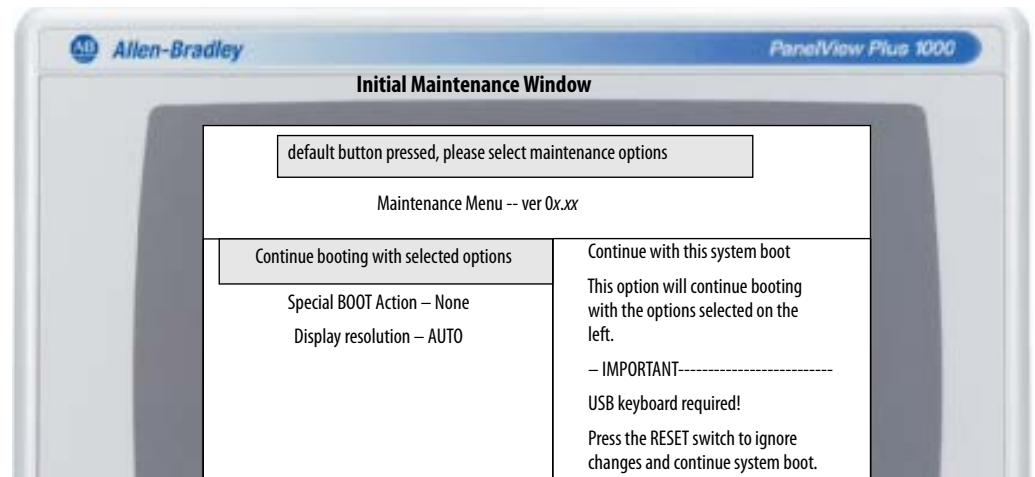 Allen-Bradley
PanelView Plus 1000
Initial Maintenance Window
default button pressed, please select maintenance options
Maintenance Menu -- ver 0x.xx
Continue booting with selected options
Special BOOT Action – None
Display resolution – AUTO
Continue with this system boot
This option will continue booting
with the options selected on the
left.
– IMPORTANT--------------------------
USB keyboard required!
Press the RESET switch to ignore
changes and continue system boot.